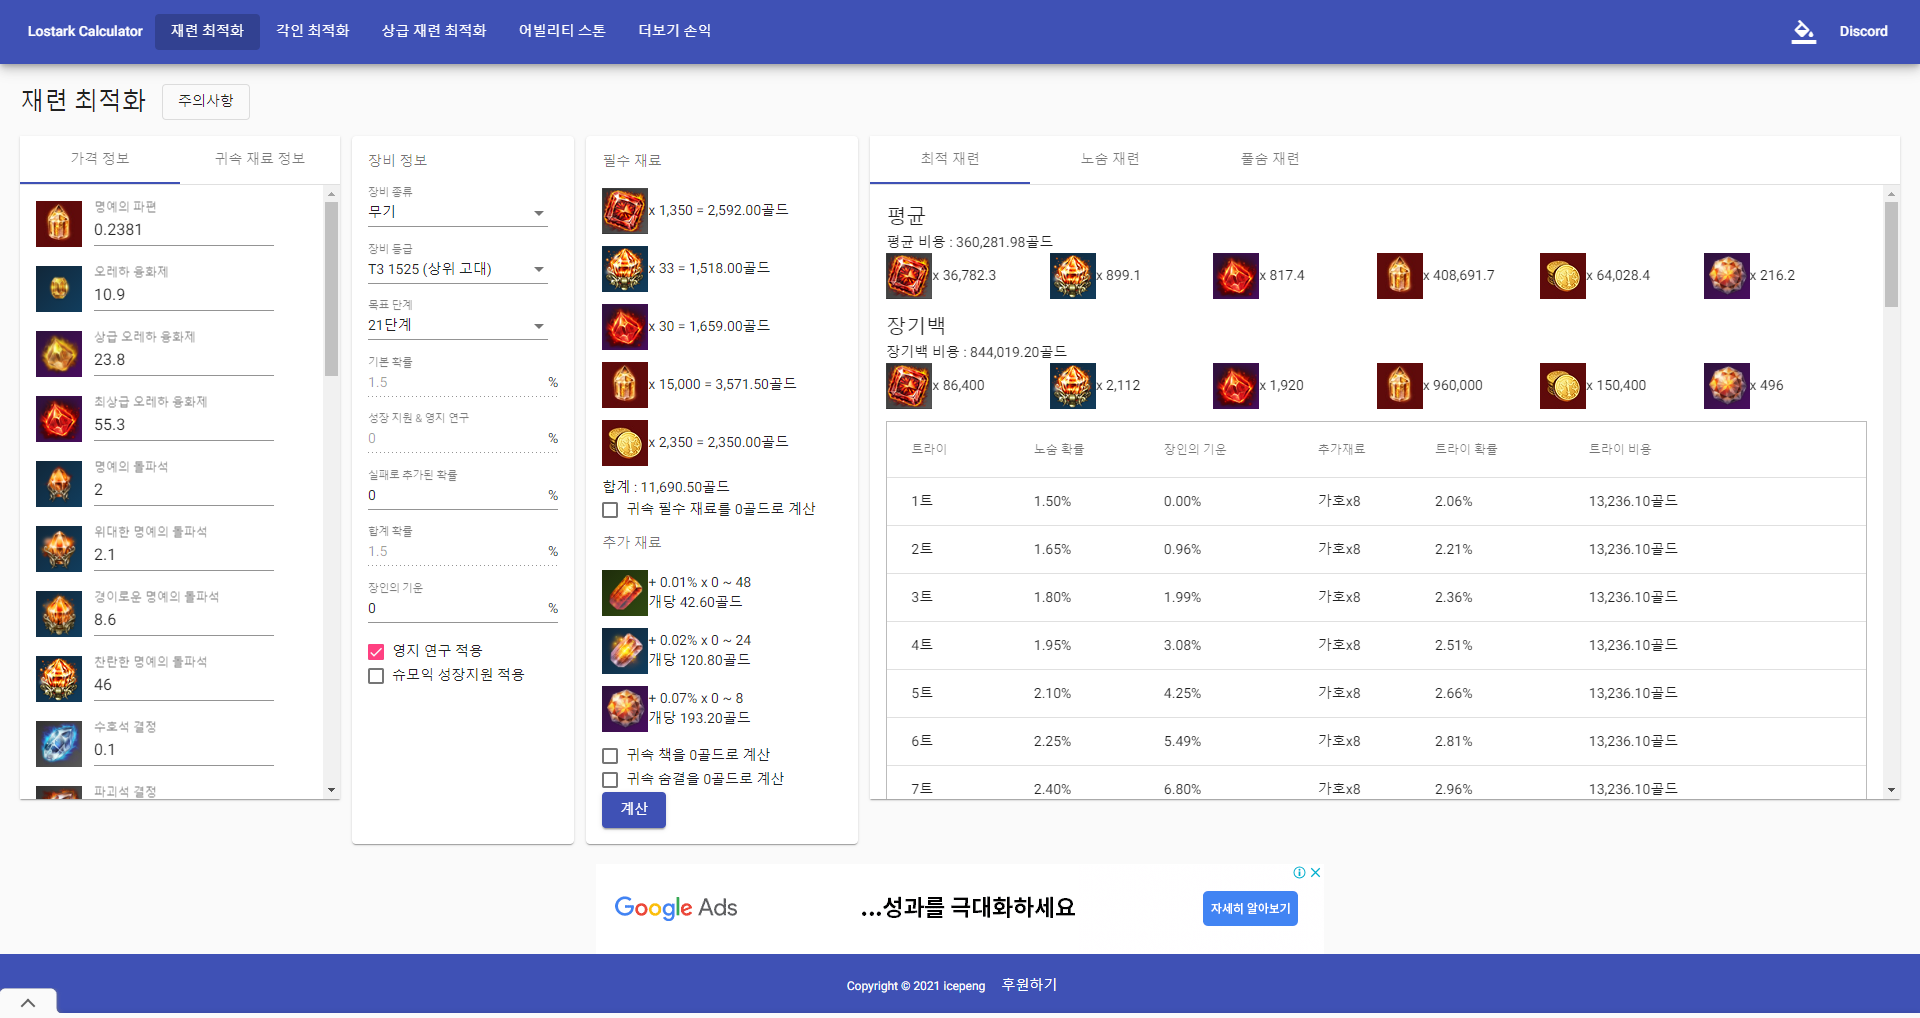 Lostark Calculator 재련 최적화 각인 최적화 상급 재련 최적화 어빌리티 스톤 더보기 손익 Discord
재련 최적화 주의사항
가격 정보 귀속 재료 정보
명예의 파편
0.2381
오레하 융화제
10.9
상급 오레하 융화제
23.8
최상급 오레하 융화제
55.3
명예의 돌파석
2
위대한 명예의 돌파석
2.1
경이로운 명예의 돌파석
8.6
찬란한 명예의 돌파석
46
수호석 결정
0.1
파괴석 결정
장비 정보
장비 종류
무기
장비 등급
T3 1525 (상위 고대)
목표 단계
21단계
기본 확률
1.5 %
성장 지원 & 영지 연구
0 %
실패로 추가된 확률
0 %
합계 확률
1.5 %
장인의 기운
0 %
영지 연구 적용
슈모익 성장지원 적용
필수 재료
x 1,350 = 2,592.00골드
x 33 = 1,518.00골드
x 30 = 1,659.00골드
x 15,000 = 3,571.50골드
x 2,350 = 2,350.00골드
합계 : 11,690.50골드
귀속 필수 재료를 0골드로 계산
추가 재료
+ 0.01% x 0 ~ 48
개당 42.60골드
+ 0.02% x 0 ~ 24
개당 120.80골드
+ 0.07% x 0 ~ 8
개당 193.20골드
귀속 책을 0골드로 계산
귀속 숨결을 0골드로 계산
계산
최적 재련 노숨 재련 풀숨 재련
평균
평균 비용 : 360,281.98골드
x 36,782.3 x 899.1 x 817.4 x 408,691.7 x 64,028.4 x 216.2
장기백
장기백 비용 : 844,019.20골드
x 86,400 x 2,112 x 1,920 x 960,000 x 150,400 x 496
트라이 노숨 확률 장인의 기운 추가재료 트라이 확률 트라이 비용
1트 1.50% 0.00% 가호x8 2.06% 13,236.10골드
2트 1.65% 0.96% 가호x8 2.21% 13,236.10골드
3트 1.80% 1.99% 가호x8 2.36% 13,236.10골드
4트 1.95% 3.08% 가호x8 2.51% 13,236.10골드
5트 2.10% 4.25% 가호x8 2.66% 13,236.10골드
6트 2.25% 5.49% 가호x8 2.81% 13,236.10골드
7트 2.40% 6.80% 가호x8 2.96% 13,236.10골드
Google Ads ...성과를 극대화하세요 자세히 알아보기
Copyright © 2021 icepeng 후원하기